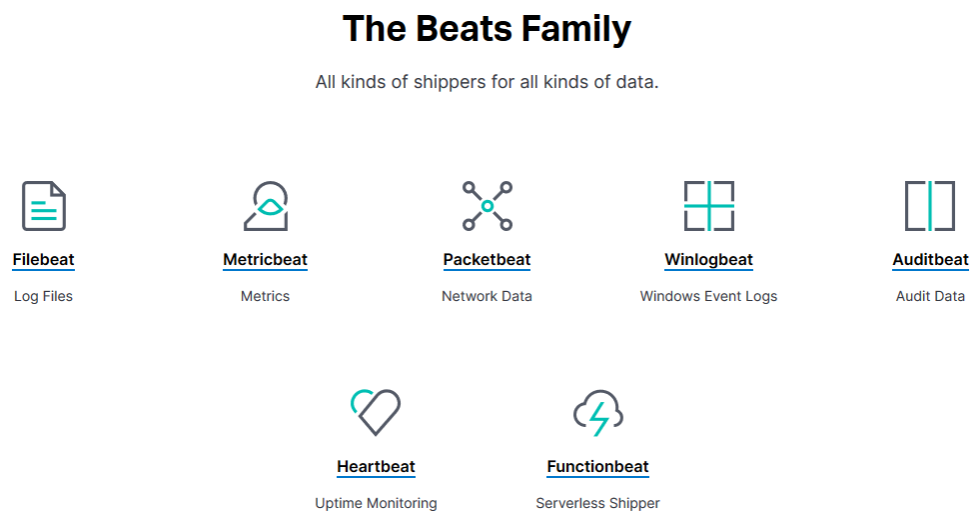 The Beats Family
All kinds of shippers for all kinds of data.
Filebeat Metricbeat Packetbeat Winlogbeat Auditbeat
Log Files Metrics Network Data Windows Event Logs Audit Data
Heartbeat Functionbeat
Uptime Monitoring Serverless Shipper